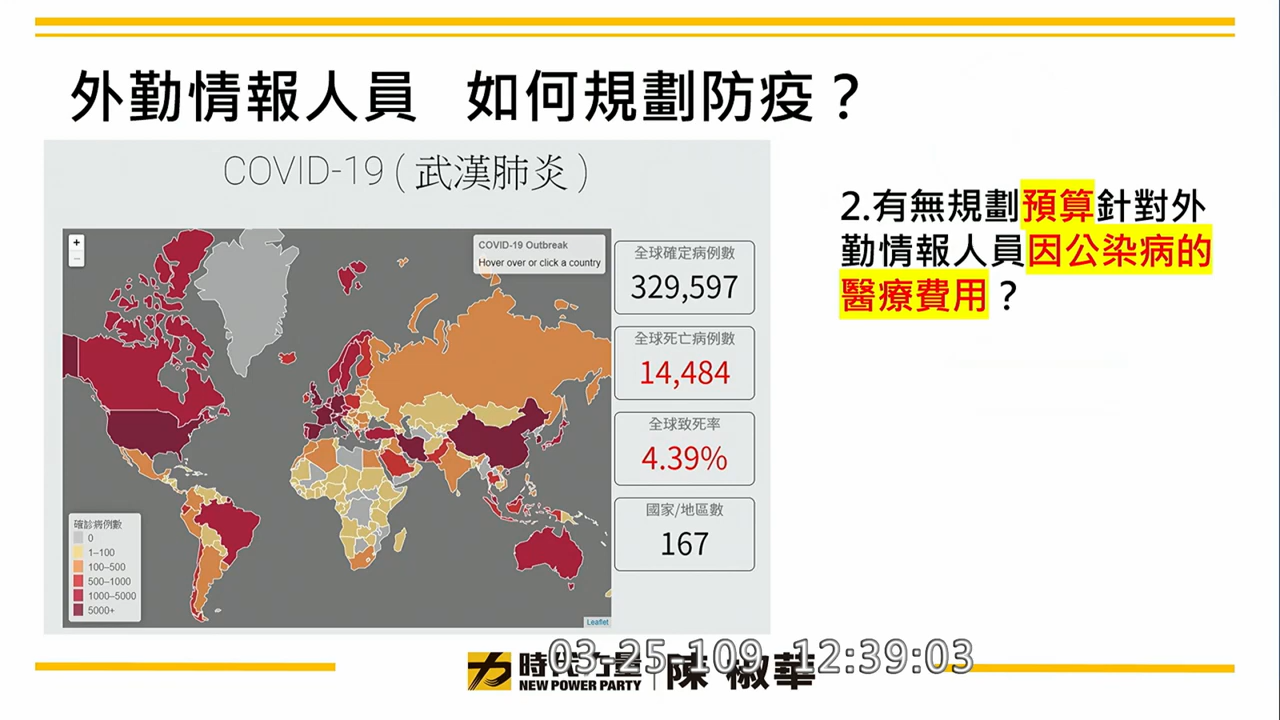 外勤情報人員 如何規劃防疫？
COVID-19 ( 武漢肺炎 )
+
−
COVID-19 Outbreak
Hover over or click a country
確診病例數
0
1–100
100–500
500–1000
1000–5000
5000+
Leaflet
全球確定病例數
329,597
全球死亡病例數
14,484
全球致死率
4.39%
國家/地區數
167
2.有無規劃預算針對外
勤情報人員因公染病的
醫療費用？
時代力量
NEW POWER PARTY
陳 椒華
03-25-109 12:39:03